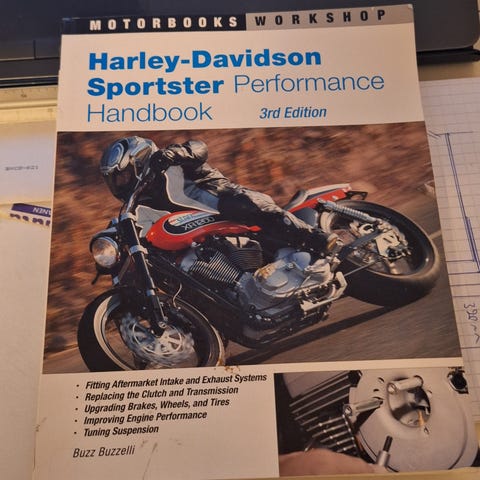 MOTORBOOKS WORKSHOP
Harley-Davidson
Sportster Performance
Handbook 3rd Edition
XR1200
• Fitting Aftermarket Intake and Exhaust Systems
• Replacing the Clutch and Transmission
• Upgrading Brakes, Wheels, and Tires
• Improving Engine Performance
• Tuning Suspension
Buzz Buzzelli